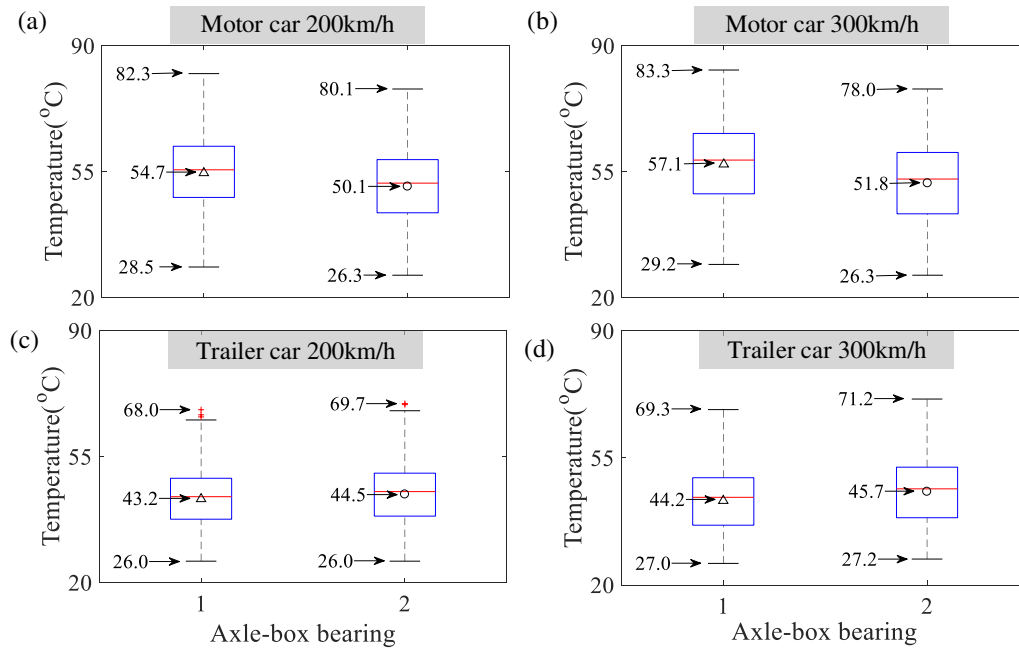 (a)
Motor car 200km/h
90
55
20
Temperature(°C)
82.3
54.7
28.5
80.1
50.1
26.3
(b)
Motor car 300km/h
90
55
20
Temperature(°C)
83.3
57.1
29.2
78.0
51.8
26.3
(c)
Trailer car 200km/h
90
55
20
Temperature(°C)
68.0
43.2
26.0
69.7
44.5
26.0
1
2
Axle-box bearing
(d)
Trailer car 300km/h
90
55
20
Temperature(°C)
69.3
44.2
27.0
71.2
45.7
27.2
1
2
Axle-box bearing